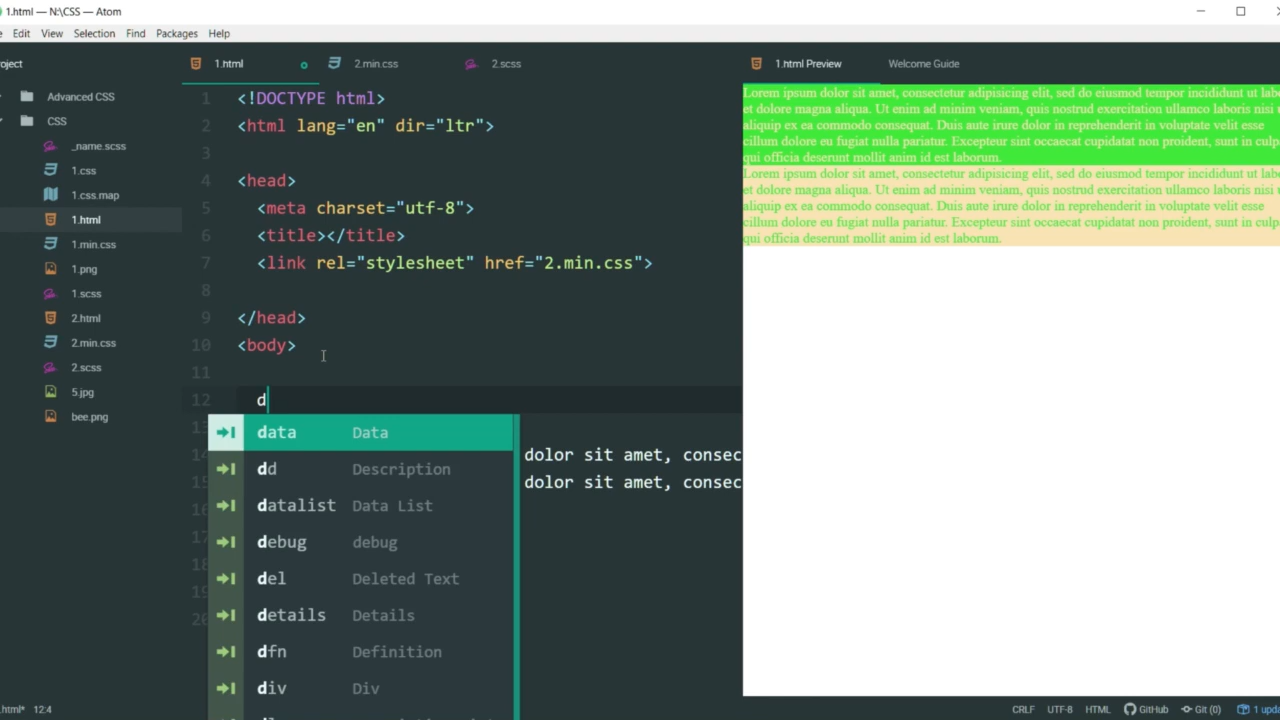 1.html — N:\CSS — Atom
Edit View Selection Find Packages Help
1.html
2.min.css
2.scss
1.html Preview
Welcome Guide
Advanced CSS
CSS
_name.scss
1.css
1.css.map
1.html
1.min.css
1.png
1.scss
2.html
2.min.css
2.scss
5.jpg
bee.png
1 <!DOCTYPE html>
2 <html lang="en" dir="ltr">
3
4 <head>
5 <meta charset="utf-8">
6 <title></title>
7 <link rel="stylesheet" href="2.min.css">
8
9 </head>
10 <body>
11
12 d
data Data
dd Description
datalist Data List
debug debug
del Deleted Text
details Details
dfn Definition
div Div
dolor sit amet, consec
dolor sit amet, consec
20
Lorem ipsum dolor sit amet, consectetur adipisicing elit, sed do eiusmod tempor incididunt ut labo
et dolore magna aliqua. Ut enim ad minim veniam, quis nostrud exercitation ullamco laboris nisi
aliquip ex ea commodo consequat. Duis aute irure dolor in reprehenderit in voluptate velit esse
cillum dolore eu fugiat nulla pariatur. Excepteur sint occaecat cupidatat non proident, sunt in culpa
qui officia deserunt mollit anim id est laborum.
Lorem ipsum dolor sit amet, consectetur adipisicing elit, sed do eiusmod tempor incididunt ut labo
et dolore magna aliqua. Ut enim ad minim veniam, quis nostrud exercitation ullamco laboris nisi
aliquip ex ea commodo consequat. Duis aute irure dolor in reprehenderit in voluptate velit esse
cillum dolore eu fugiat nulla pariatur. Excepteur sint occaecat cupidatat non proident, sunt in culpa
qui officia deserunt mollit anim id est laborum.
.html* 12:4
CRLF UTF-8 HTML GitHub Git (0) 1 upda